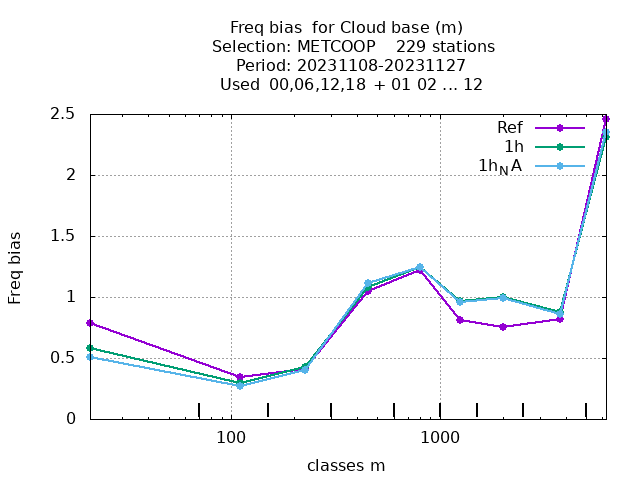 Freq bias  for Cloud base (m)
Selection: METCOOP    229 stations
Period: 20231108-20231127
Used  00,06,12,18  + 01 02 ... 12
2.5
2
1.5
1
0.5
0
Freq bias
Ref
1h
1h_NA
100
1000
classes m